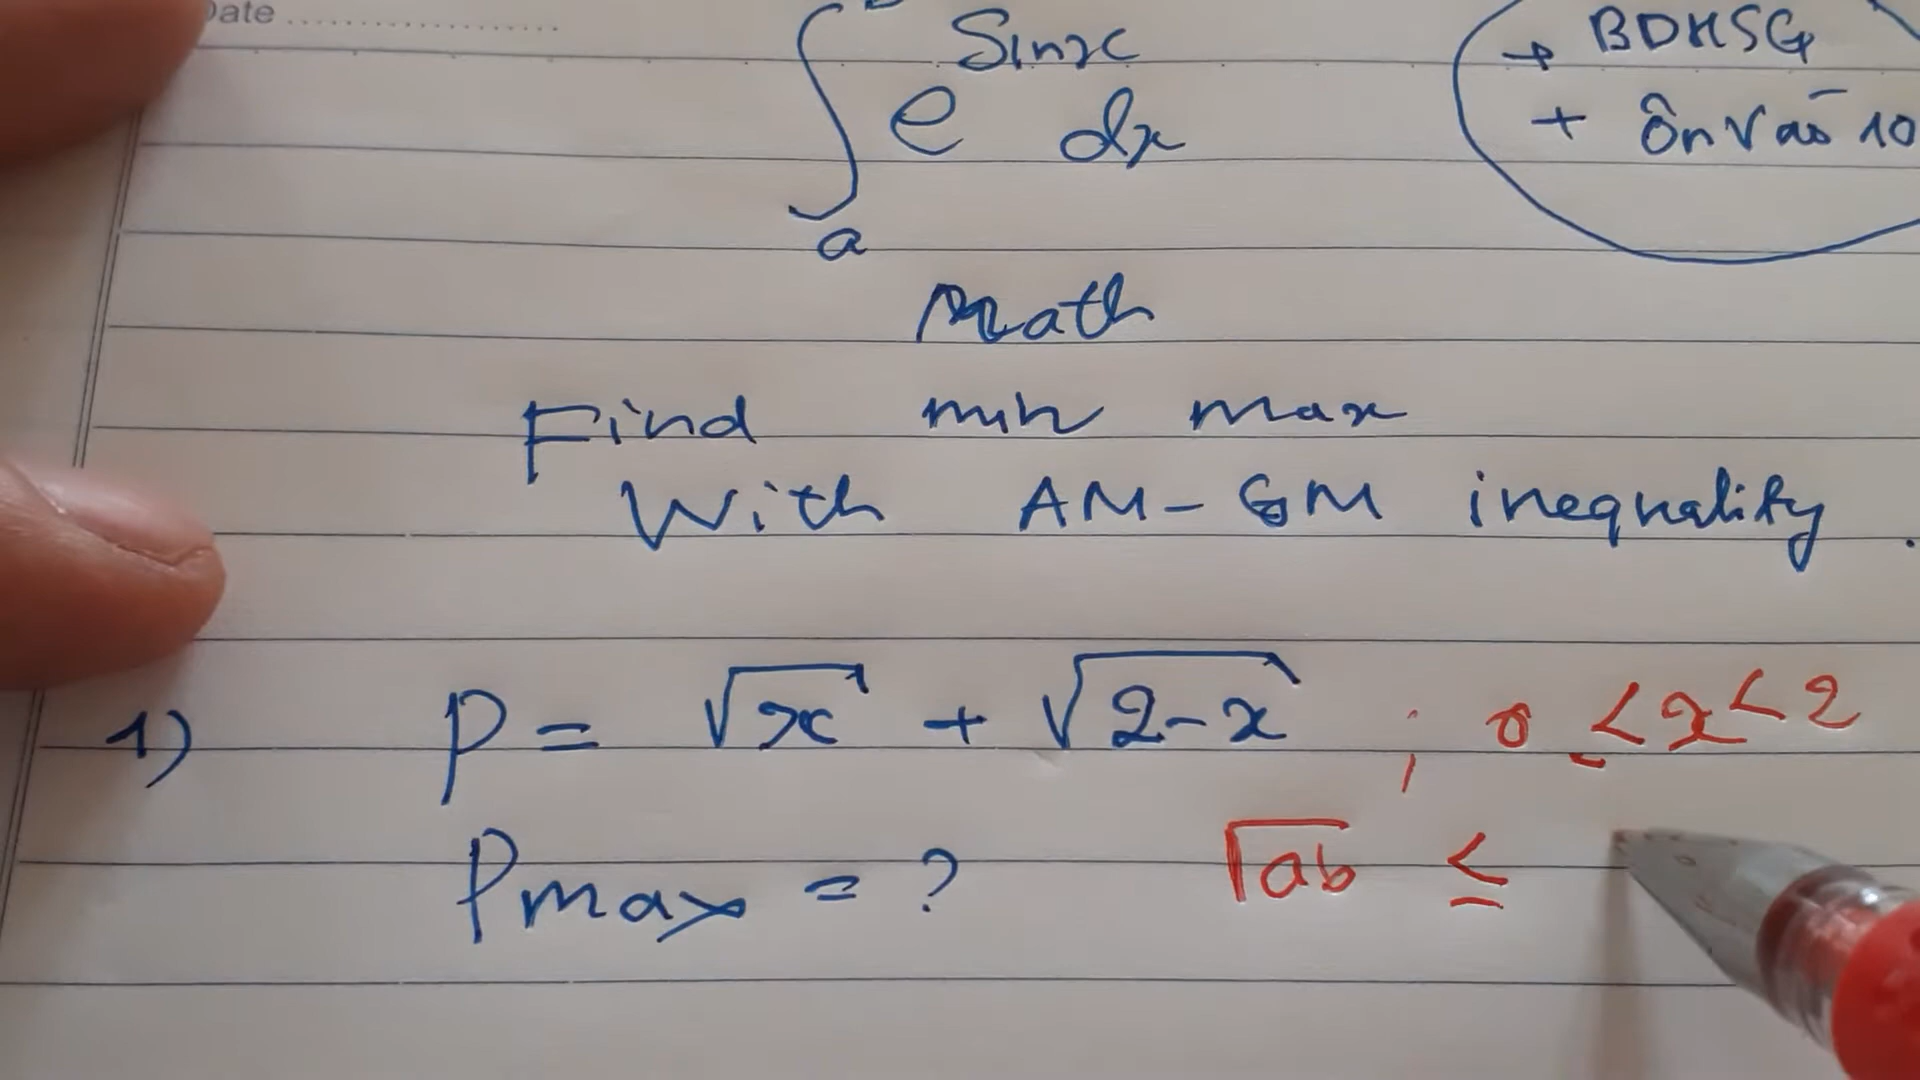 Date
∫ e^sinx dx
a
→ BDHSG
+ Ôn Vào 10
Math
Find min max
With AM-GM inequality.
1) P = √x + √2-x ; 0 ≤ x < 2
Pmax = ? √ab ≤